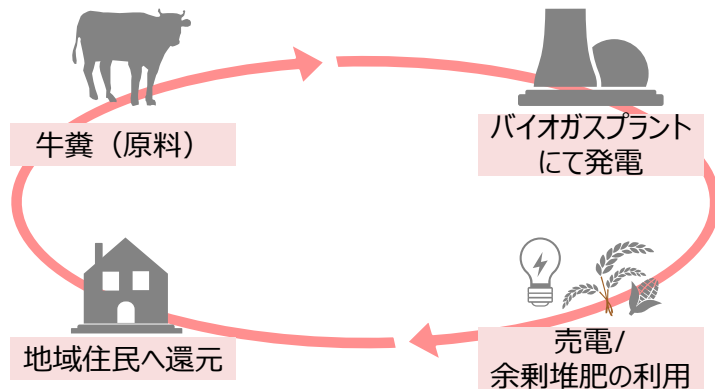 牛糞（原料）
バイオガスプラント
にて発電
地域住民へ還元
売電/
余剰堆肥の利用